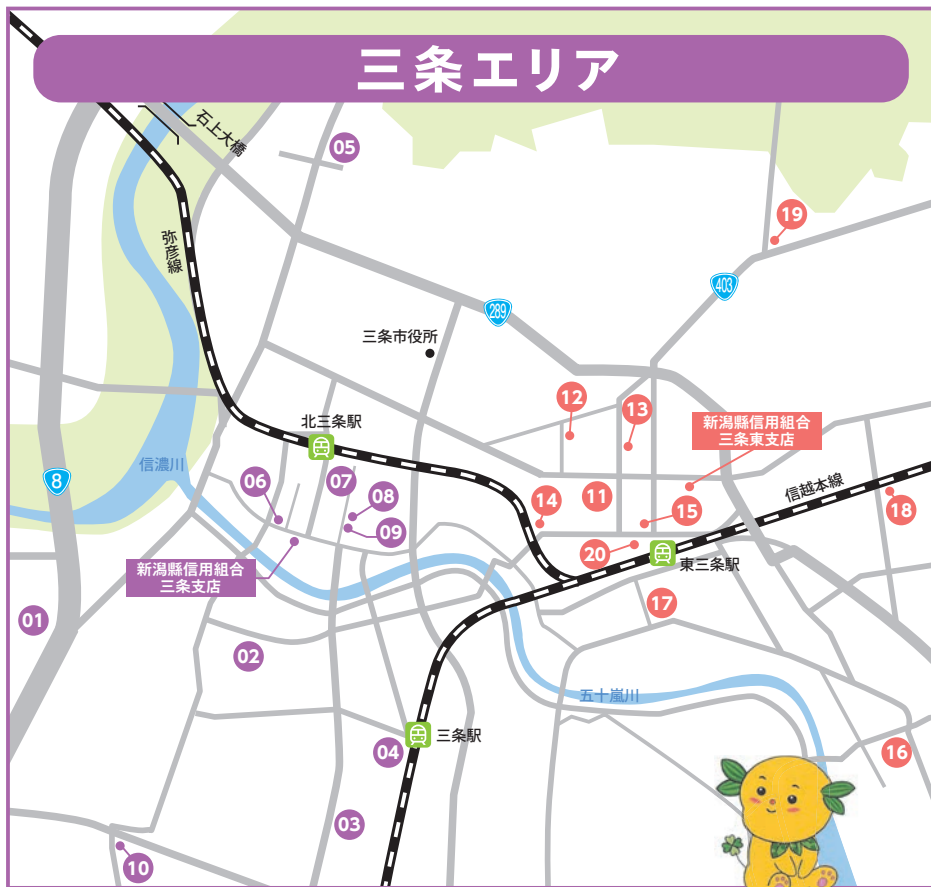 三条エリア
石上大橋
05
19
弥彦線
403
289
三条市役所
12
13
北三条駅
新潟縣信用組合
三条東支店
信濃川
8
06
07
08
09
14
11
15
信越本線
18
20
東三条駅
新潟縣信用組合
三条支店
01
17
02
五十嵐川
04
三条駅
16
03
10